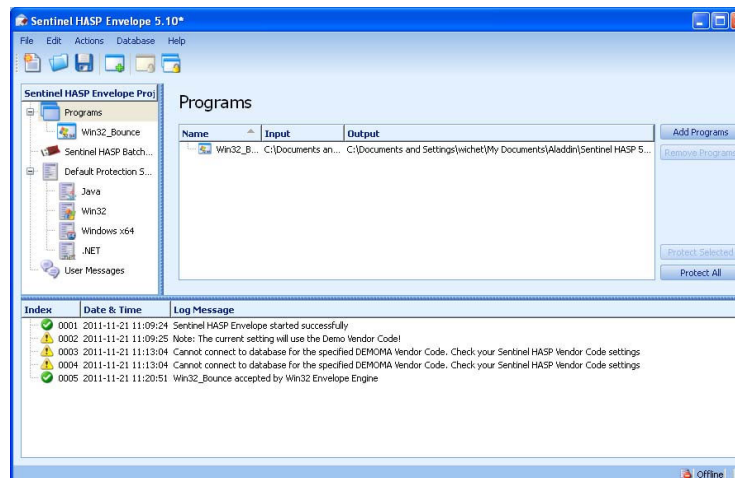 Sentinel HASP Envelope 5.10*
File Edit Actions Database Help
Sentinel HASP Envelope Proj
Programs
Win32_Bounce
Sentinel HASP Batch...
Default Protection S...
Java
Win32
Windows x64
.NET
User Messages
Programs
Name Input Output
Win32_B... C:\Documents an... C:\Documents and Settings\wichet\My Documents\Aladdin\Sentinel HASP 5...
Add Programs
Remove Programs
Protect Selected
Protect All
Index Date & Time Log Message
0001 2011-11-21 11:09:24 Sentinel HASP Envelope started successfully
0002 2011-11-21 11:09:25 Note: The current setting will use the Demo Vendor Code!
0003 2011-11-21 11:13:04 Cannot connect to database for the specified DEMOMA Vendor Code. Check your Sentinel HASP Vendor Code settings
0004 2011-11-21 11:13:04 Cannot connect to database for the specified DEMOMA Vendor Code. Check your Sentinel HASP Vendor Code settings
0005 2011-11-21 11:20:51 Win32_Bounce accepted by Win32 Envelope Engine
Offline